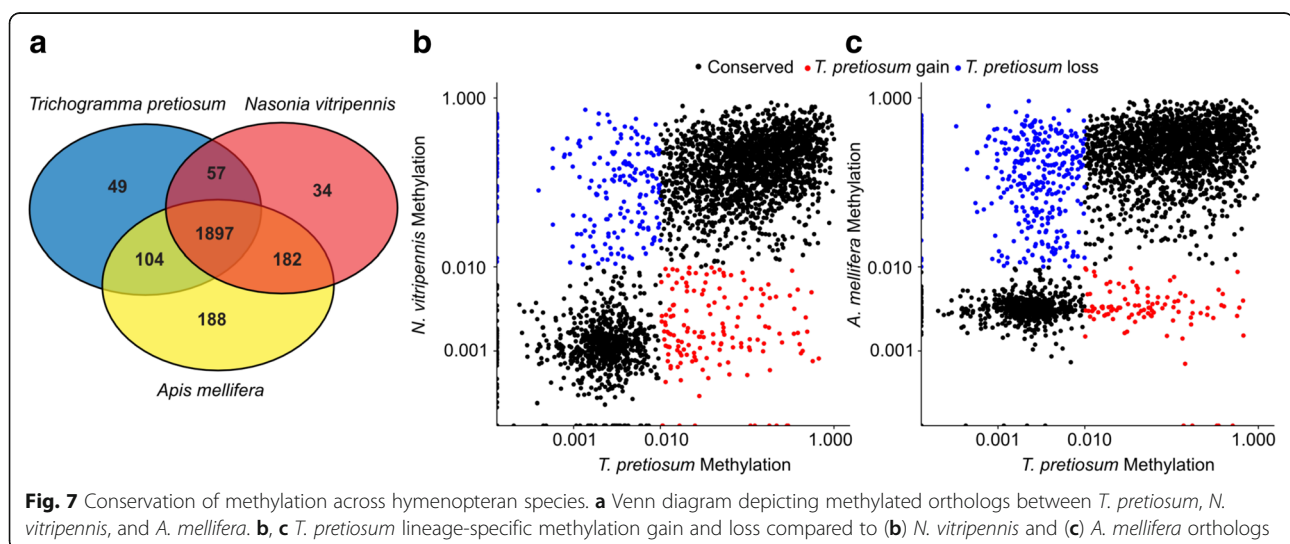 a
Trichogramma pretiosum
Nasonia vitripennis
49
57
34
1897
104
182
188
Apis mellifera
b
c
• Conserved • T. pretiosum gain • T. pretiosum loss
1.000
0.010
0.001
N. vitripennis Methylation
0.001
0.010
1.000
T. pretiosum Methylation
1.000
0.010
0.001
A. mellifera Methylation
0.001
0.010
1.000
T. pretiosum Methylation
Fig. 7 Conservation of methylation across hymenopteran species. a Venn diagram depicting methylated orthologs between T. pretiosum, N.
vitripennis, and A. mellifera. b, c T. pretiosum lineage-specific methylation gain and loss compared to (b) N. vitripennis and (c) A. mellifera orthologs